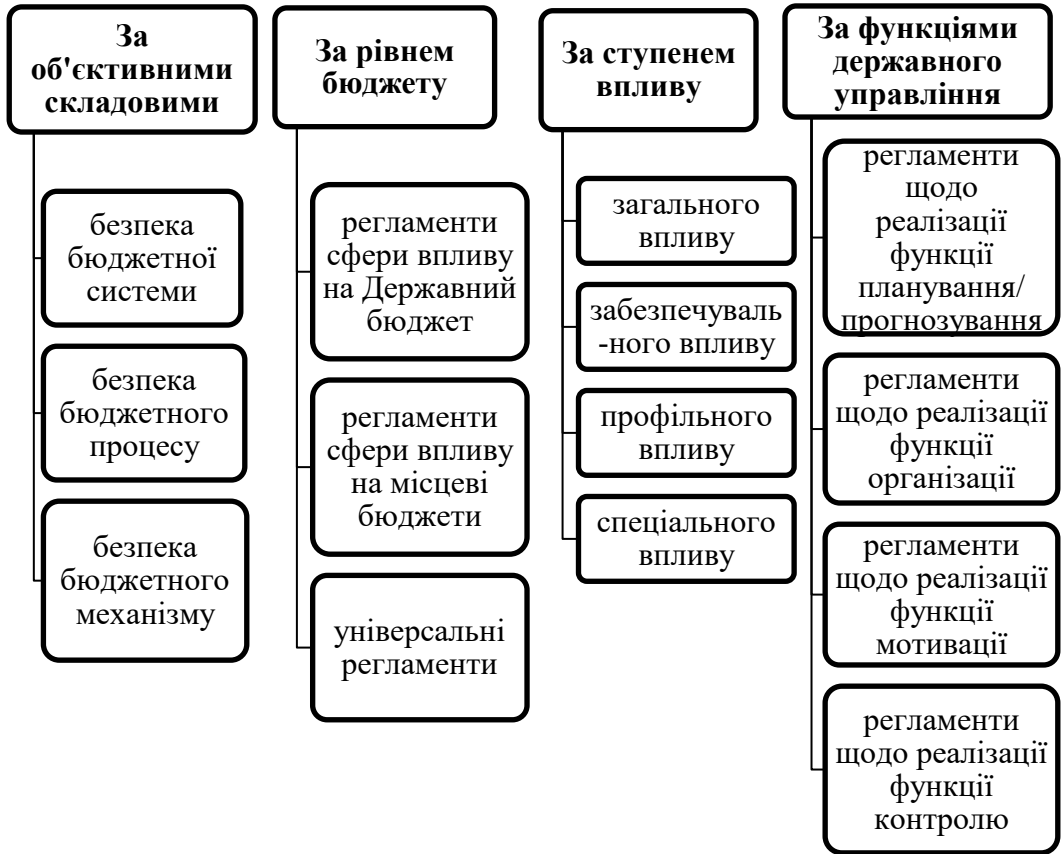 За
об'єктивними
складовими
безпека
бюджетної
системи
безпека
бюджетного
процесу
безпека
бюджетного
механізму
За рівнем
бюджету
регламенти
сфери впливу
на Державний
бюджет
регламенти
сфери впливу
на місцеві
бюджети
універсальні
регламенти
За ступенем
впливу
загального
впливу
забезпечуваль
-ного впливу
профільного
впливу
спеціального
впливу
За функціями
державного
управління
регламенти
щодо
реалізації
функції
планування/
прогнозування
регламенти
щодо реалізації
функції
організації
регламенти
щодо реалізації
функції
мотивації
регламенти
щодо реалізації
функції
контролю